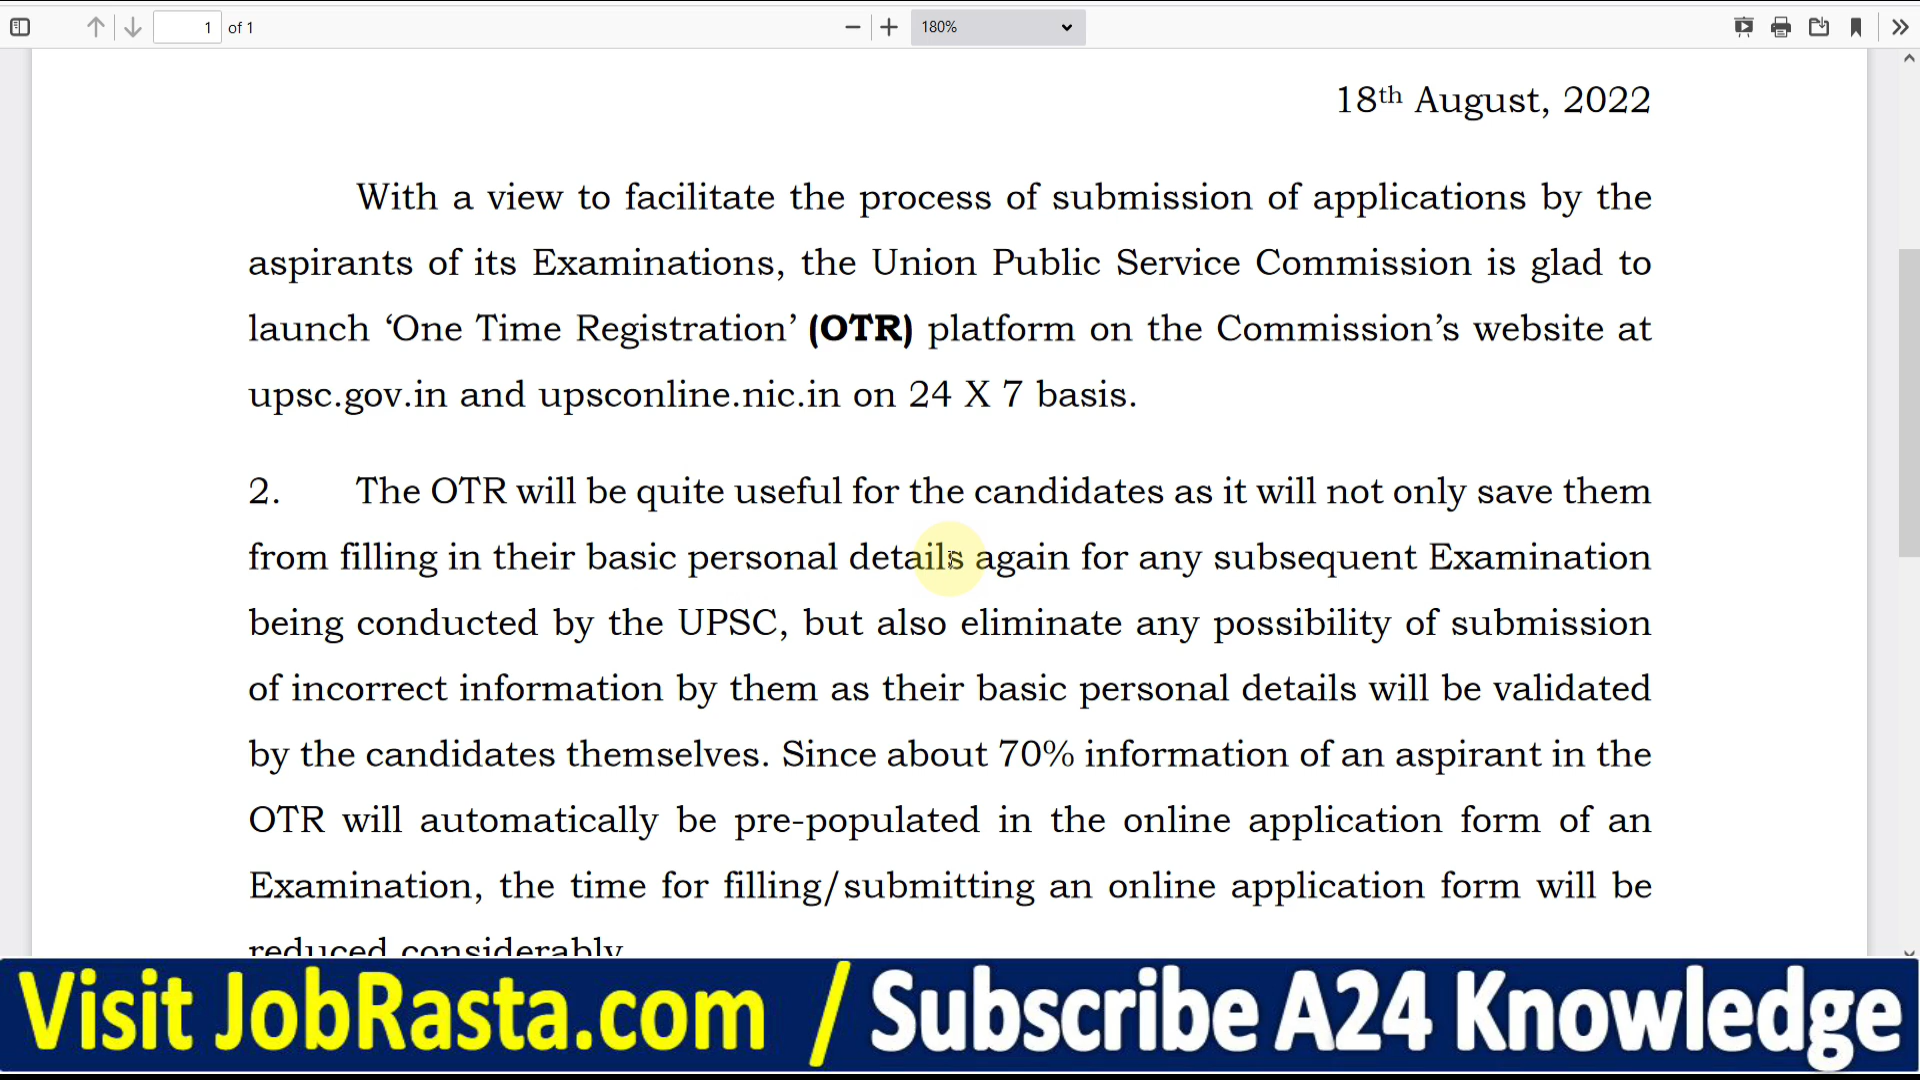 1 of 1
180%
18th August, 2022
With a view to facilitate the process of submission of applications by the
aspirants of its Examinations, the Union Public Service Commission is glad to
launch ‘One Time Registration’ (OTR) platform on the Commission’s website at
upsc.gov.in and upsconline.nic.in on 24 X 7 basis.
2. The OTR will be quite useful for the candidates as it will not only save them
from filling in their basic personal details again for any subsequent Examination
being conducted by the UPSC, but also eliminate any possibility of submission
of incorrect information by them as their basic personal details will be validated
by the candidates themselves. Since about 70% information of an aspirant in the
OTR will automatically be pre-populated in the online application form of an
Examination, the time for filling/submitting an online application form will be
reduced considerably.
Visit JobRasta.com / Subscribe A24 Knowledge